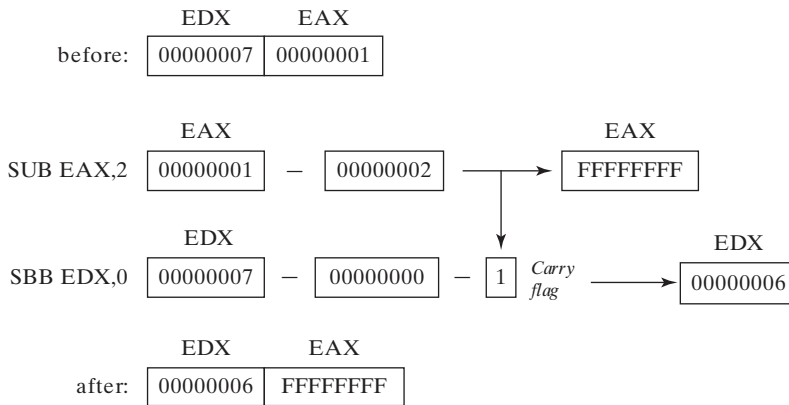 EDX EAX
before: 00000007 00000001
EAX EAX
SUB EAX,2 00000001 – 00000002 FFFFFFFF
EDX EDX
SBB EDX,0 00000007 – 00000000 – 1 Carry flag 00000006
EDX EAX
after: 00000006 FFFFFFFF